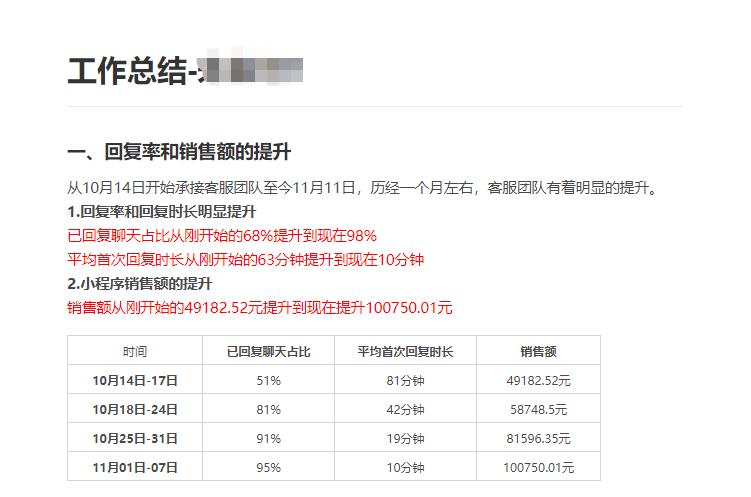 工作总结-
一、回复率和销售额的提升
从10月14日开始承接客服团队至今11月11日，历经一个月左右，客服团队有着明显的提升。
1.回复率和回复时长明显提升
已回复聊天占比从刚开始的68%提升到现在98%
平均首次回复时长从刚开始的63分钟提升到现在10分钟
2.小程序销售额的提升
销售额从刚开始的49182.52元提升到现在提升100750.01元
时间 已回复聊天占比 平均首次回复时长 销售额
10月14日-17日 51% 81分钟 49182.52元
10月18日-24日 81% 42分钟 58748.5元
10月25日-31日 91% 19分钟 81596.35元
11月01日-07日 95% 10分钟 100750.01元